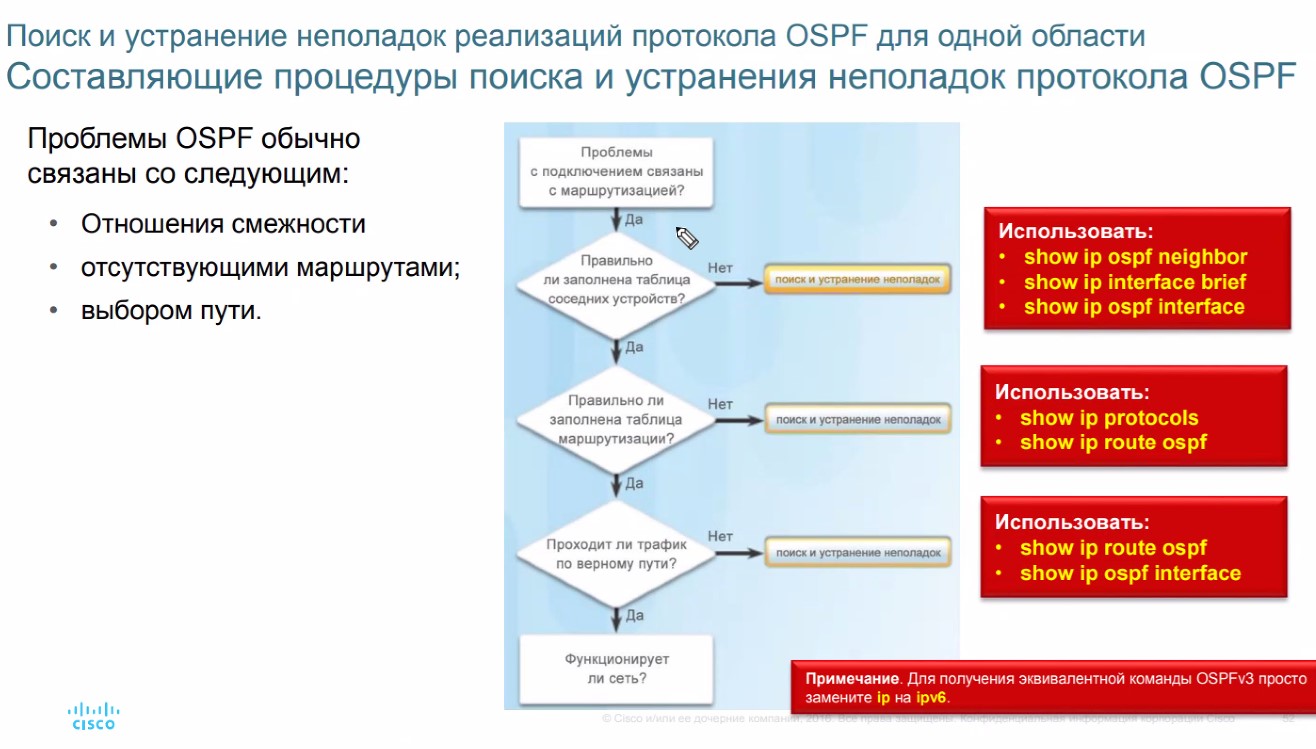 Поиск и устранение неполадок реализаций протокола OSPF для одной области
Составляющие процедуры поиска и устранения неполадок протокола OSPF
Проблемы OSPF обычно
связаны со следующим:
• Отношения смежности
• отсутствующими маршрутами;
• выбором пути.
Проблемы
с подключением связаны
с маршрутизацией?
Да
Правильно
ли заполнена таблица
соседних устройств?
Нет
поиск и устранение неполадок
Да
Правильно ли
заполнена таблица
маршрутизации?
Нет
поиск и устранение неполадок
Да
Проходит ли трафик
по верному пути?
Нет
поиск и устранение неполадок
Да
Функционирует
ли сеть?
Использовать:
• show ip ospf neighbor
• show ip interface brief
• show ip ospf interface
Использовать:
• show ip protocols
• show ip route ospf
Использовать:
• show ip route ospf
• show ip ospf interface
Примечание. Для получения эквивалентной команды OSPFv3 просто
замените ip на ipv6.
CISCO
© Cisco и/или ее дочерние компании, 2016. Все права защищены. Конфиденциальная информация корпорации Cisco
52